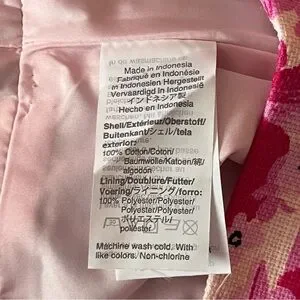 Made in Indonesia
Fabriqué en Indonésie
In Indonesien Hergestellt
Vervaardigd in Indonesië
インドネシア製
Hecho en Indonesia
Shell/Extérieur/Oberstoff/
Buitenkant/シェル/tela
exterior:
100% Cotton/Coton/
Baumwolle/Katoen/綿/
algodón
Lining/Doublure/Futter/
Voering/ライニング/forro:
100% Polyester/Polyester/
Polyester/Polyester/
ポリエステル/
poliéster
Machine wash cold. With
like colors. Non-chlorine